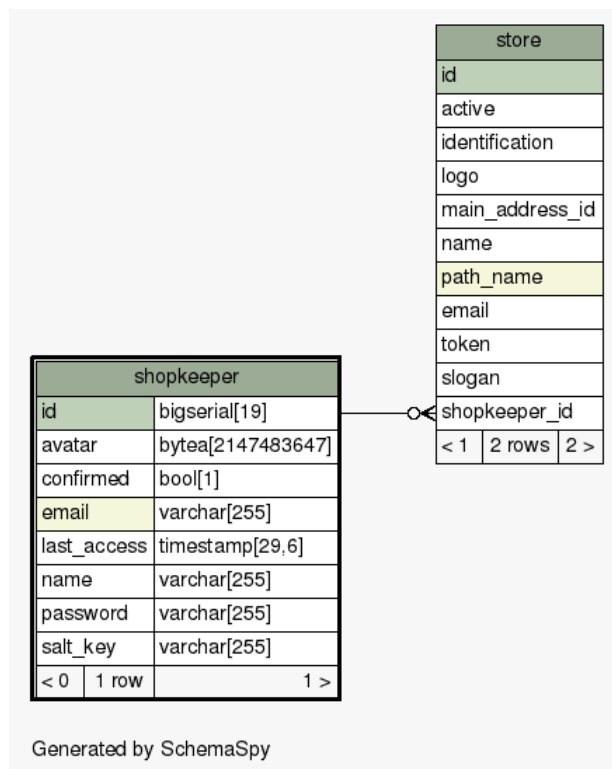 store
id
active
identification
logo
main_address_id
name
path_name
email
token
slogan
shopkeeper_id
< 1 2 rows 2 >
shopkeeper
id bigserial[19]
avatar bytea[2147483647]
confirmed bool[1]
email varchar[255]
last_access timestamp[29,6]
name varchar[255]
password varchar[255]
salt_key varchar[255]
< 0 1 row 1 >
Generated by SchemaSpy